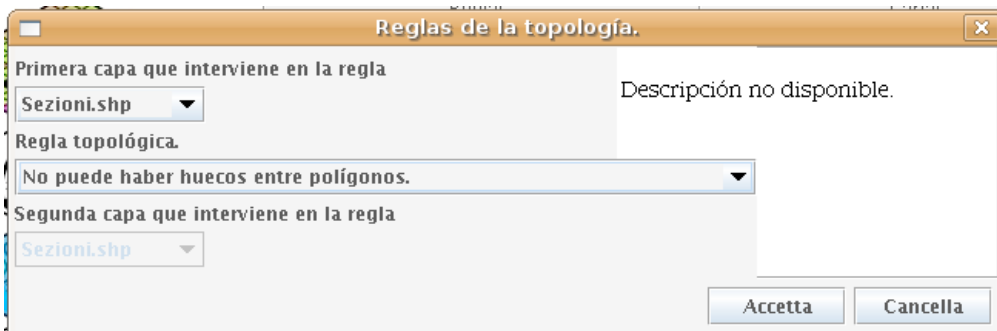 Reglas de la topología.
Primera capa que interviene en la regla
Sezioni.shp
Descripción no disponible.
Regla topológica.
No puede haber huecos entre polígonos.
Segunda capa que interviene en la regla
Sezioni.shp
Accetta
Cancella